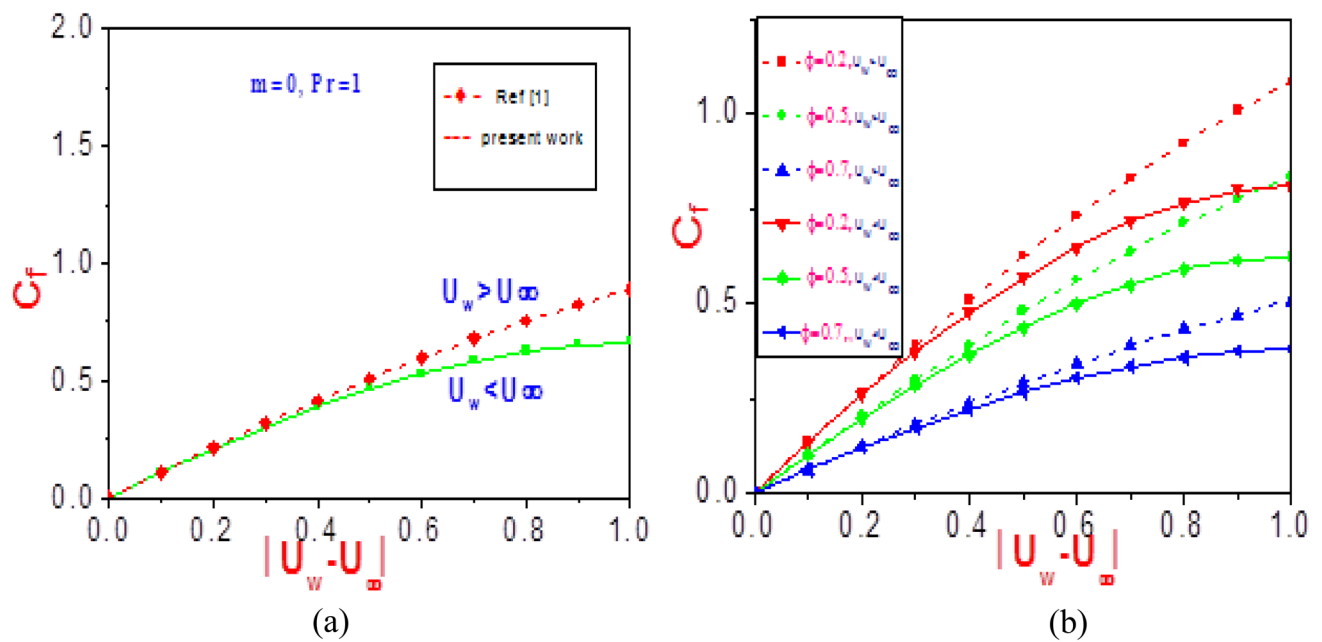 2.0
1.5
1.0
0.5
0.0
C_f
m=0, Pr=1
Ref [1]
present work
U_w>U∞
U_w<U∞
0.0 0.2 0.4 0.6 0.8 1.0
|U_w-U_∞|
(a)
1.0
0.5
0.0
C_f
ϕ=0.2,u_w
ϕ=0.5,u_w
ϕ=0.7,u_w
ϕ=0.2,u_w
ϕ=0.5,u_w
ϕ=0.7,
0.0 0.2 0.4 0.6 0.8 1.0
|U_w-U_∞|
(b)